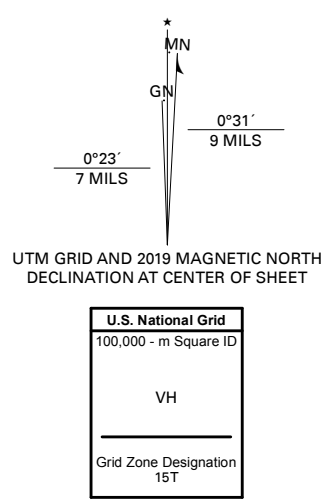 ★
MN
GN
0°31´
9 MILS
0°23´
7 MILS
UTM GRID AND 2019 MAGNETIC NORTH
DECLINATION AT CENTER OF SHEET
U.S. National Grid
100,000 - m Square ID
VH
Grid Zone Designation
15T